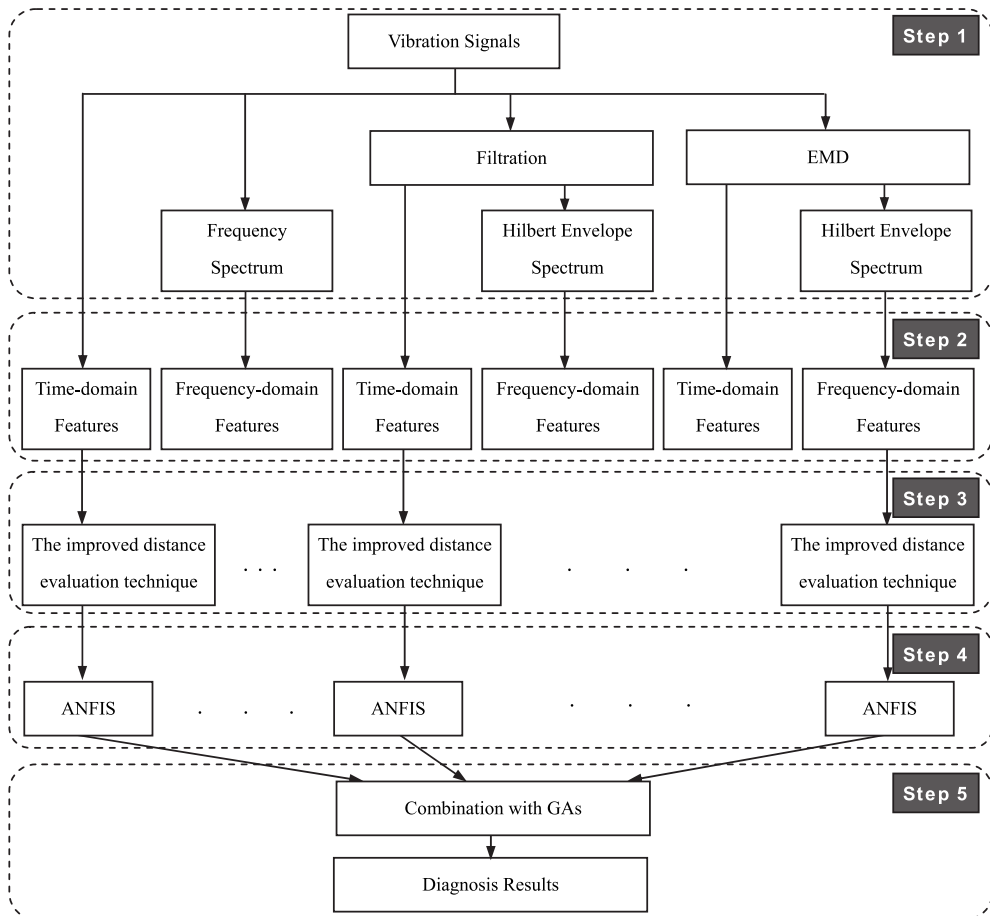 Step 1
Vibration Signals
Filtration
EMD
Frequency
Spectrum
Hilbert Envelope
Spectrum
Hilbert Envelope
Spectrum
Step 2
Time-domain
Features
Frequency-domain
Features
Time-domain
Features
Frequency-domain
Features
Time-domain
Features
Frequency-domain
Features
Step 3
The improved distance
evaluation technique
. . .
The improved distance
evaluation technique
. . .
The improved distance
evaluation technique
Step 4
ANFIS
. . .
ANFIS
. . .
ANFIS
Step 5
Combination with GAs
Diagnosis Results